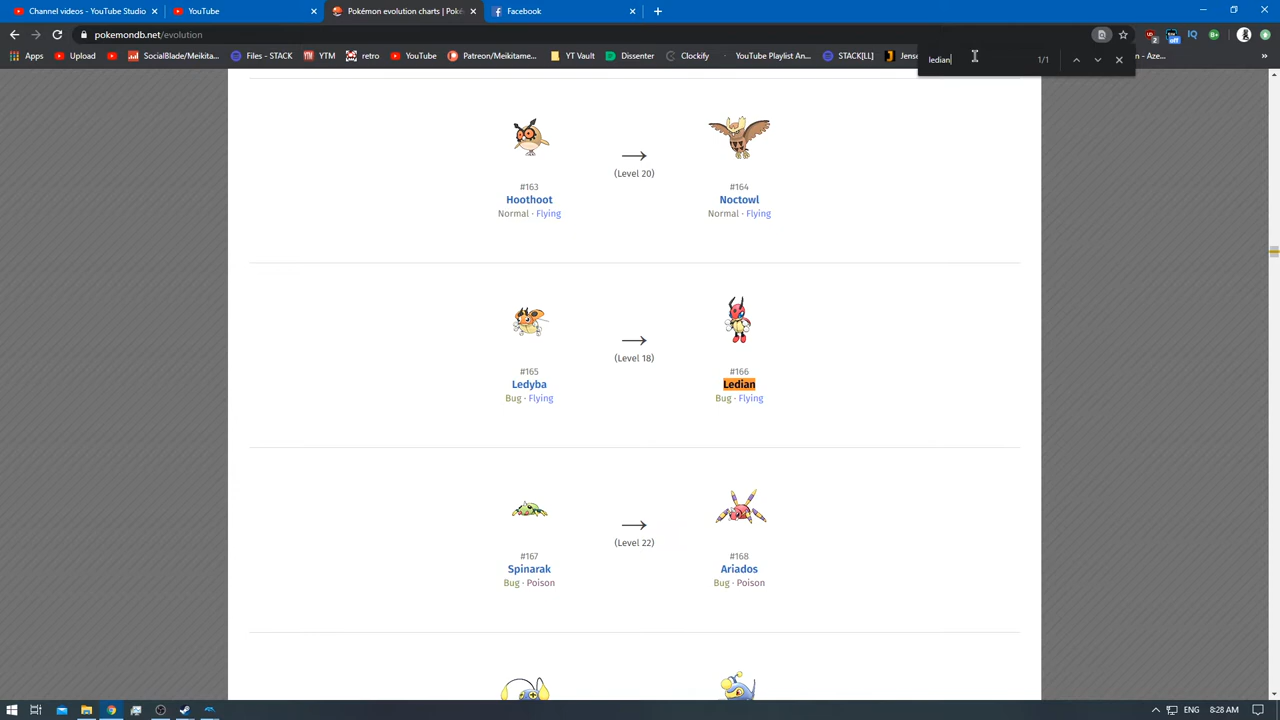 Channel videos - YouTube Studio
YouTube
Pokémon evolution charts | Poké
Facebook
pokemondb.net/evolution
Apps
Upload
SocialBlade/Meikita...
Files - STACK
YTM
retro
YouTube
Patreon/Meikitame...
YT Vault
Dissenter
Clockify
YouTube Playlist An...
STACK[LL]
Jens
- Aze...
ledian
1/1
#163
Hoothoot
Normal · Flying
(Level 20)
#164
Noctowl
Normal · Flying
#165
Ledyba
Bug · Flying
(Level 18)
#166
Ledian
Bug · Flying
#167
Spinarak
Bug · Poison
(Level 22)
#168
Ariados
Bug · Poison
ENG
8:28 AM